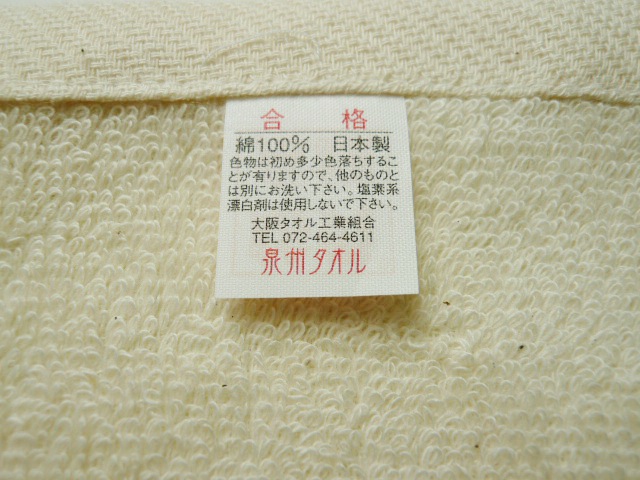 合格
綿100% 日本製
色物は初め多少色落ちするこ
とが有りますので、他のものと
は別にお洗い下さい。塩素系
漂白剤は使用しないで下さい。
大阪タオル工業組合
TEL 072-464-4611
泉州タオル